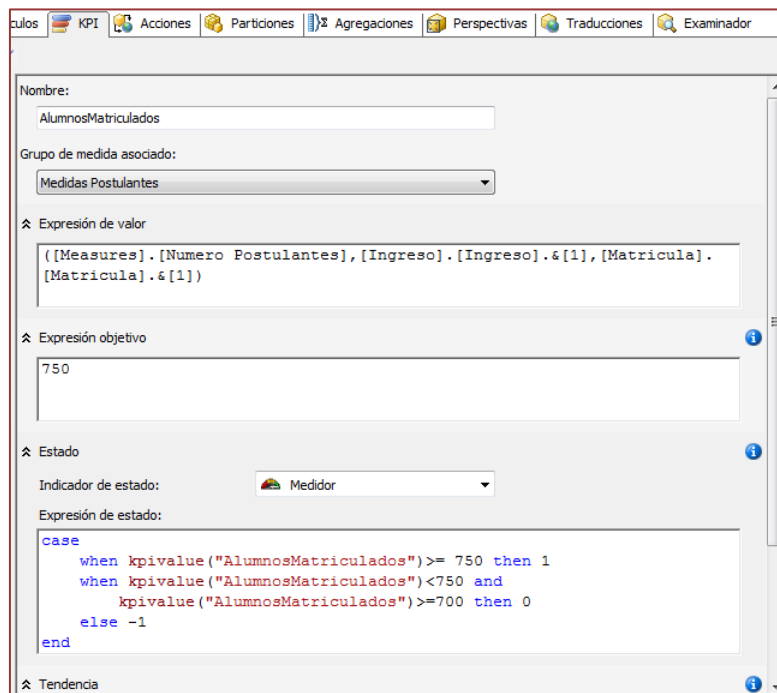 culos KPI Acciones Particiones Agregaciones Perspectivas Traducciones Examinador
Nombre:
AlumnosMatriculados
Grupo de medida asociado:
Medidas Postulantes
Expresión de valor
([Measures].[Numero Postulantes],[Ingreso].[Ingreso].&[1],[Matricula].
[Matricula].&[1])
Expresión objetivo
750
Estado
Indicador de estado: Medidor
Expresión de estado:
case
when kpivalue("AlumnosMatriculados")>= 750 then 1
when kpivalue("AlumnosMatriculados")<750 and
kpivalue("AlumnosMatriculados")>=700 then 0
else -1
end
Tendencia